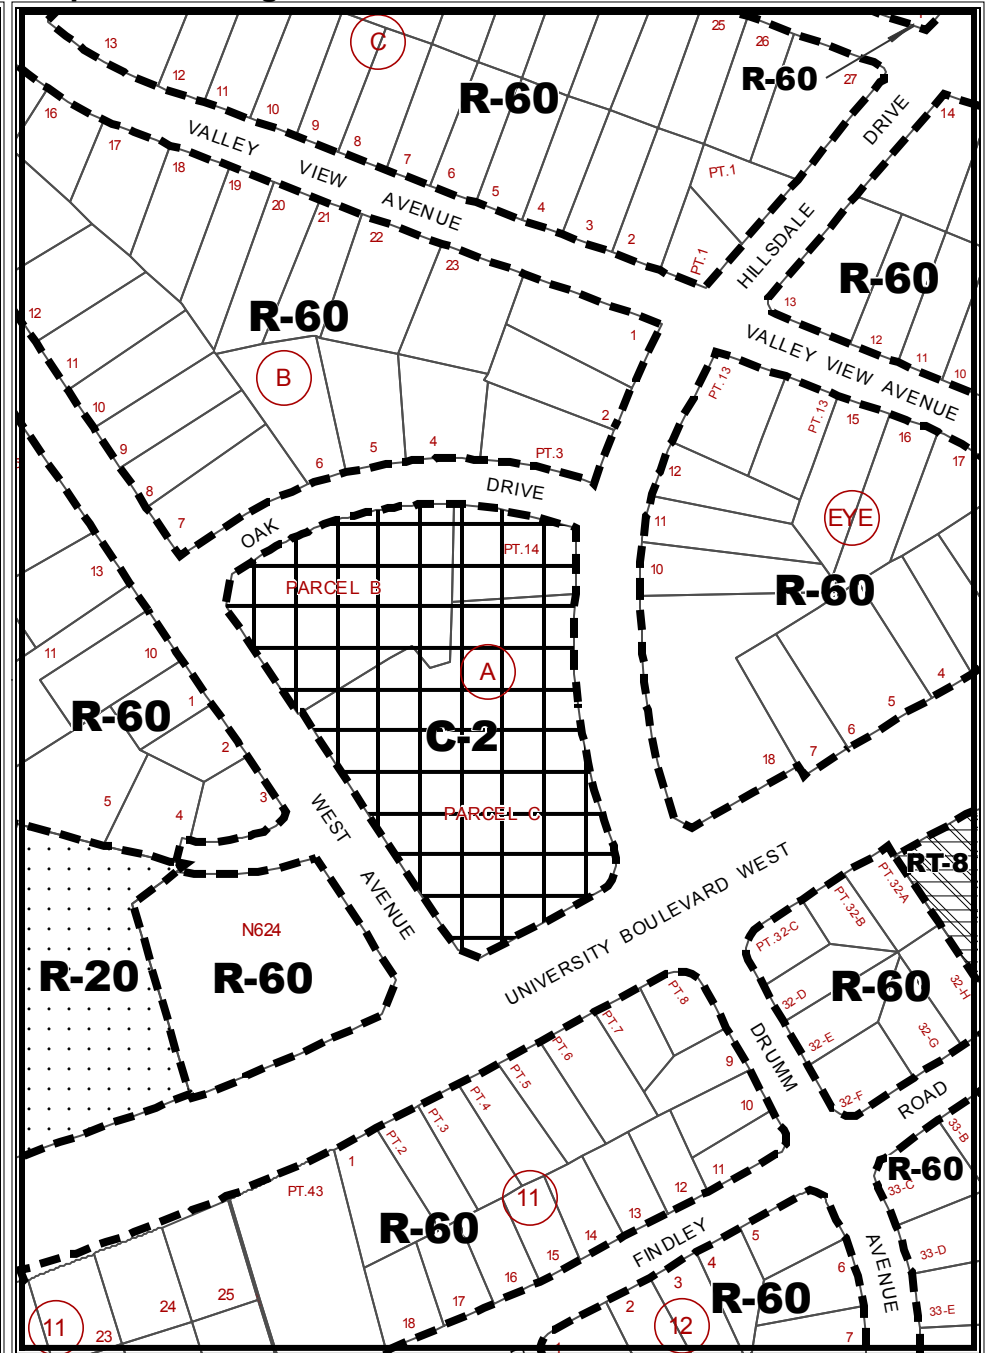 13
C
25
26
R-60
27
12
11
R-60
14
16
10
DRIVE
9
17
VALLEY VIEW AVENUE
8
18
7
PT.1
19
6
20
5
21
4
22
3
HILLSDALE
23
2
PT.1
R-60
13
12
R-60
1
12
VALLEY VIEW AVENUE
11
10
11
B
PT.13
10
2
PT.13
15
16
9
5
4
17
6
PT.3
12
8
DRIVE
7
OAK
11
EYE
PT.14
13
10
PARCEL B
R-60
11
10
A
4
1
5
R-60
C-2
6
2
7
18
5
3
4
WEST
PARCEL C
RT-8
AVENUE
UNIVERSITY BOULEVARD WEST
PT.32-A
PT.32-B
N624
PT.32-C
R-20
R-60
R-60
PT.8
32-D
32-H
PT.7
32-E
32-G
PT.6
DRUMM
9
PT.5
32-F
ROAD
PT.4
10
PT.3
33-B
PT.2
1
11
R-60
PT.43
12
33-C
11
13
R-60
14
FINDLEY
5
AVENUE
33-D
15
4
6
16
3
R-60
25
24
17
2
33-E
11
23
18
12
7